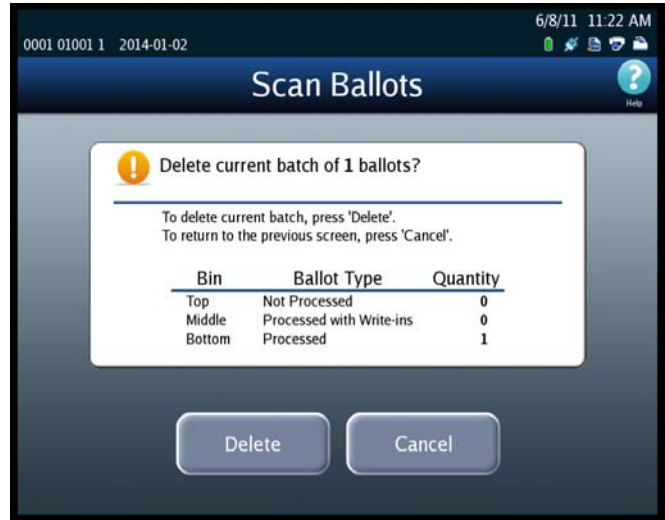 6/8/11 11:22 AM
0001 01001 1 2014-01-02
Scan Ballots
Help
! Delete current batch of 1 ballots?
To delete current batch, press 'Delete'.
To return to the previous screen, press 'Cancel'.
Bin Ballot Type Quantity
Top Not Processed 0
Middle Processed with Write-ins 0
Bottom Processed 1
Delete Cancel